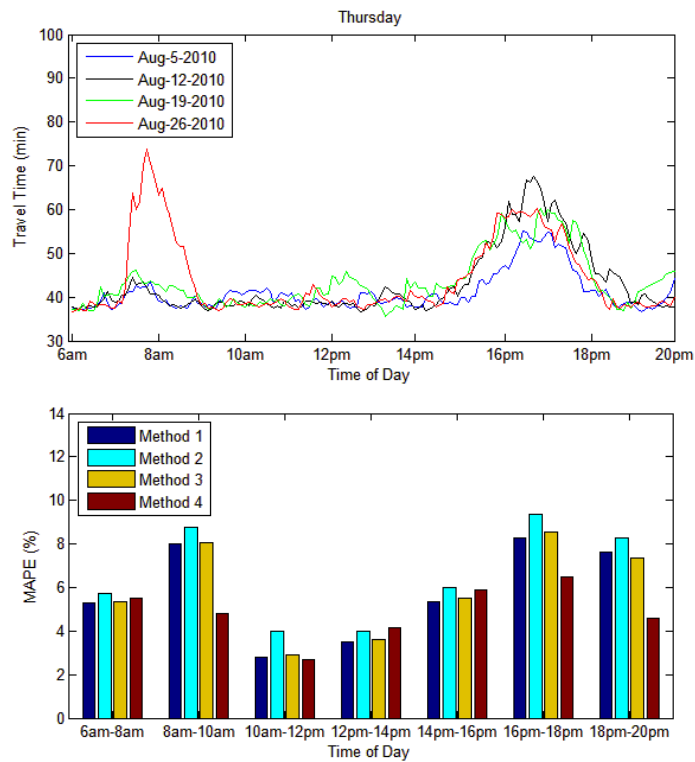 Thursday
100
90
80
70
60
50
40
30
Travel Time (min)
Aug-5-2010
Aug-12-2010
Aug-19-2010
Aug-26-2010
6am 8am 10am 12pm 14pm 16pm 18pm 20pm
Time of Day
14
12
10
8
6
4
2
0
MAPE (%)
Method 1
Method 2
Method 3
Method 4
6am-8am 8am-10am 10am-12pm 12pm-14pm 14pm-16pm 16pm-18pm 18pm-20pm
Time of Day